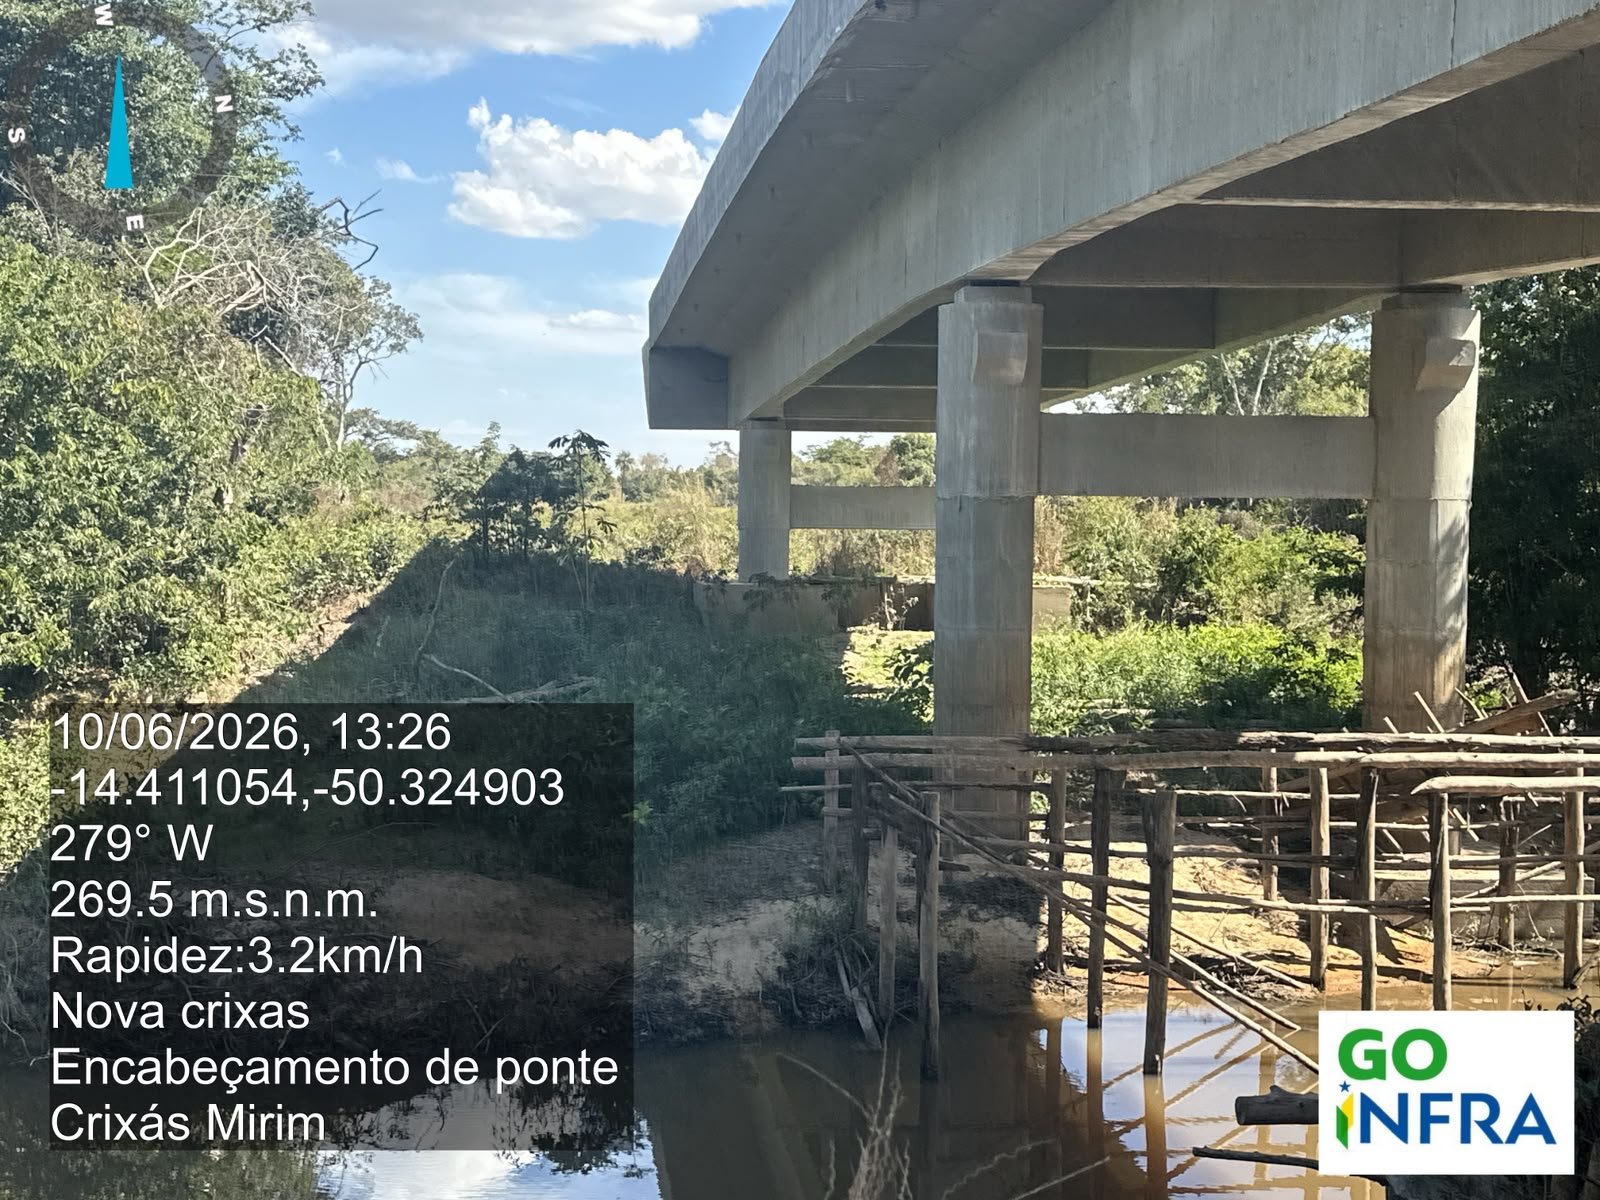 W
N
S
E
10/06/2026, 13:26
-14.411054,-50.324903
279° W
269.5 m.s.n.m.
Rapidez:3.2km/h
Nova crixas
Encabeçamento de ponte
Crixás Mirim
GO
iNFRA